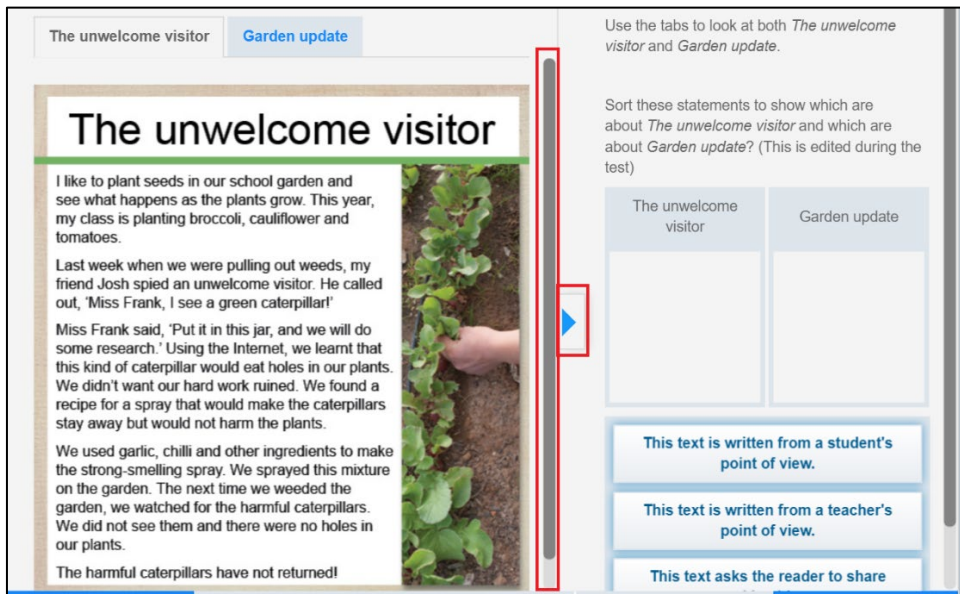 The unwelcome visitor
Garden update
The unwelcome visitor
I like to plant seeds in our school garden and
see what happens as the plants grow. This year,
my class is planting broccoli, cauliflower and
tomatoes.
Last week when we were pulling out weeds, my
friend Josh spied an unwelcome visitor. He called
out, ‘Miss Frank, I see a green caterpillar!’
Miss Frank said, ‘Put it in this jar, and we will do
some research.’ Using the Internet, we learnt that
this kind of caterpillar would eat holes in our plants.
We didn’t want our hard work ruined. We found a
recipe for a spray that would make the caterpillars
stay away but would not harm the plants.
We used garlic, chilli and other ingredients to make
the strong-smelling spray. We sprayed this mixture
on the garden. The next time we weeded the
garden, we watched for the harmful caterpillars.
We did not see them and there were no holes in
our plants.
The harmful caterpillars have not returned!
Use the tabs to look at both The unwelcome
visitor and Garden update.
Sort these statements to show which are
about The unwelcome visitor and which are
about Garden update? (This is edited during the
test)
The unwelcome
visitor
Garden update
This text is written from a student's
point of view.
This text is written from a teacher's
point of view.
This text asks the reader to share